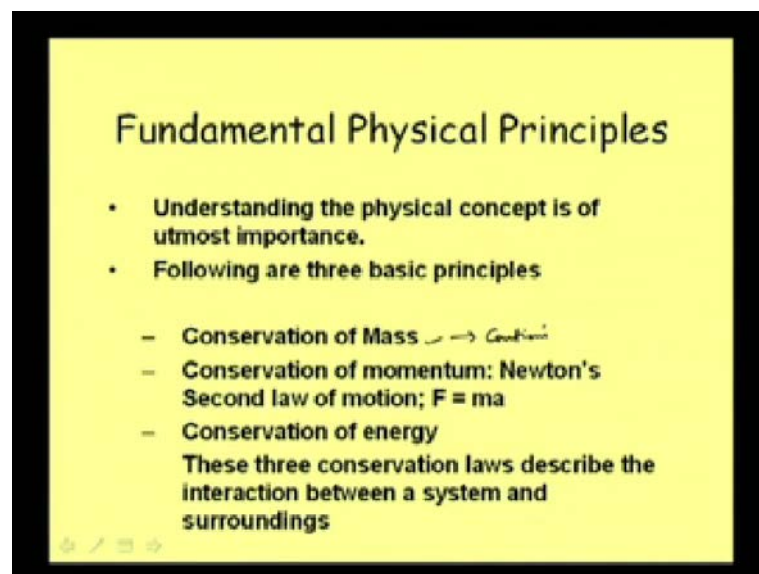 Fundamental Physical Principles
• Understanding the physical concept is of
utmost importance.
• Following are three basic principles
– Conservation of Mass
– Conservation of momentum: Newton's
Second law of motion; F = ma
– Conservation of energy
These three conservation laws describe the
interaction between a system and
surroundings